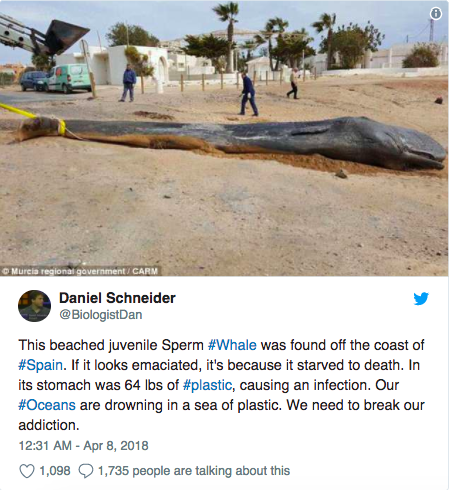 © Murcia regional government / CARM
Daniel Schneider
@BiologistDan
This beached juvenile Sperm #Whale was found off the coast of
#Spain. If it looks emaciated, it's because it starved to death. In
its stomach was 64 lbs of #plastic, causing an infection. Our
#Oceans are drowning in a sea of plastic. We need to break our
addiction.
12:31 AM - Apr 8, 2018
1,098 1,735 people are talking about this